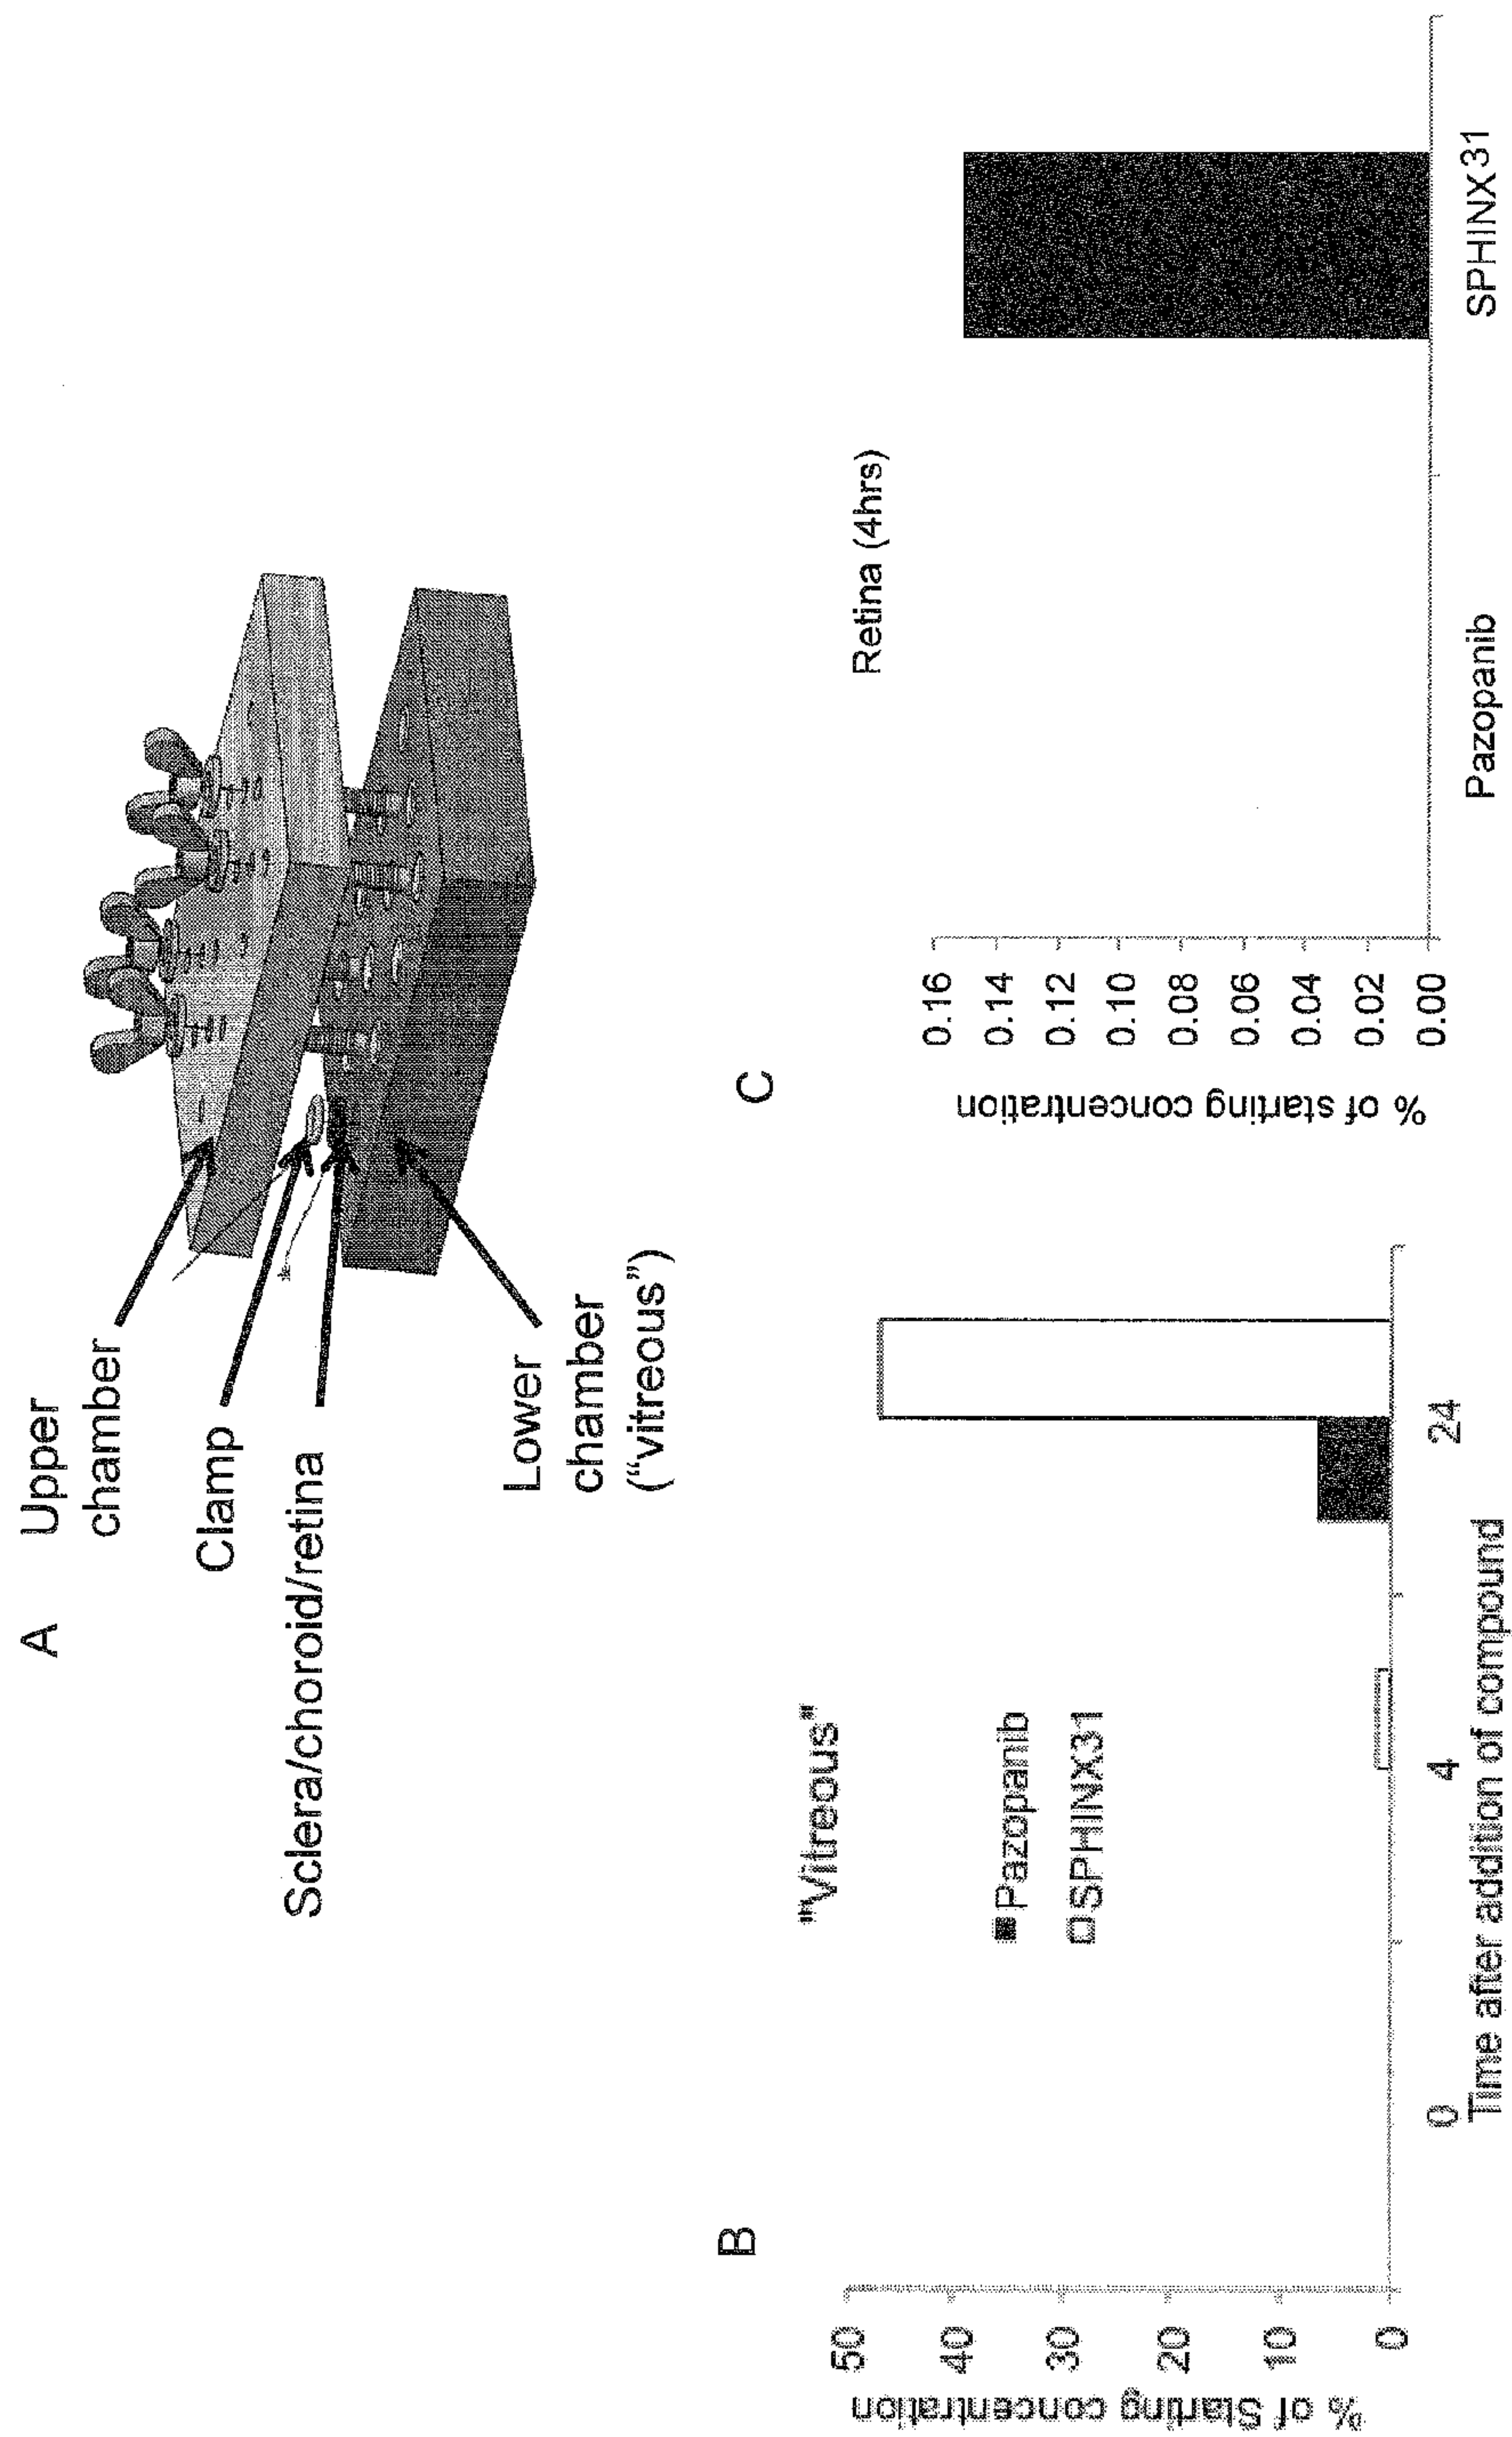 A
Upper
chamber
Clamp
Sclera/choroid/retina
Lower
chamber
("vitreous")
B
"Vitreous"
Pazopanib
SPHINX31
% of Starting concentration
50
40
30
20
10
0
0
4
24
Time after addition of compound
C
Retina (4hrs)
% of starting concentration
0.16
0.14
0.12
0.10
0.08
0.06
0.04
0.02
0.00
Pazopanib
SPHINX31